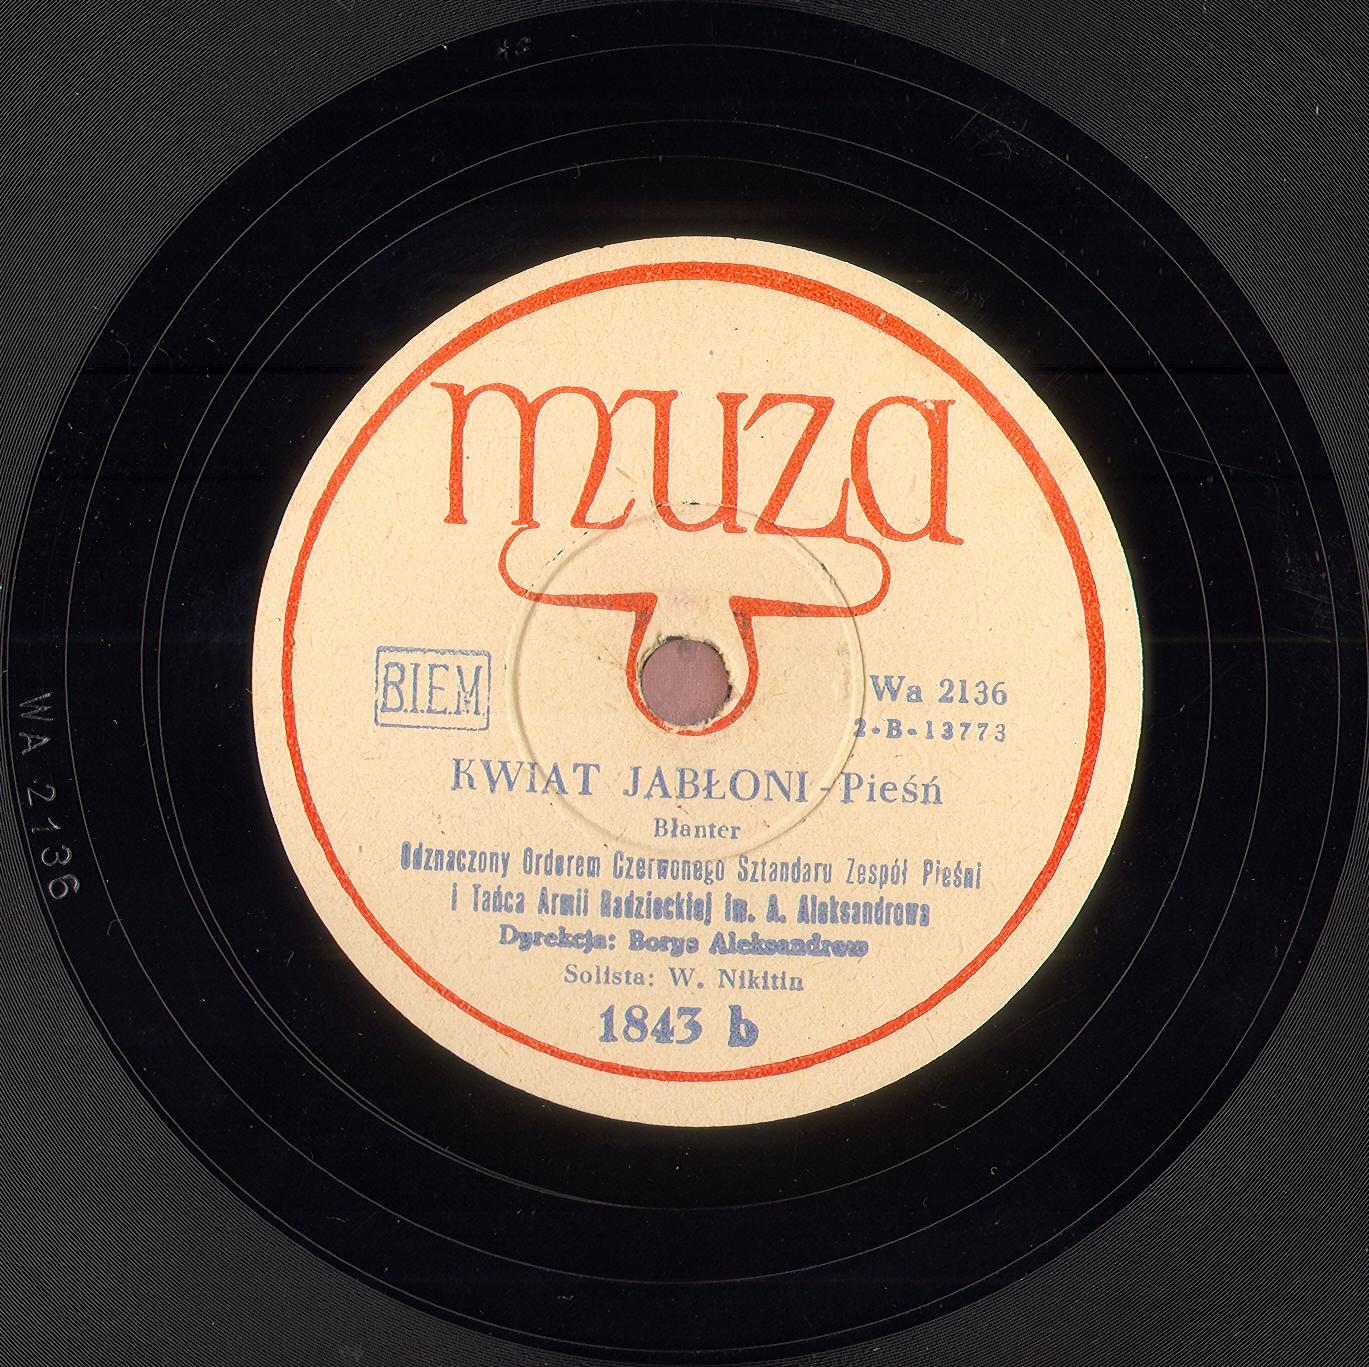 muza
B.I.E.M
Wa 2136
2-B-13773
KWIAT JABŁONI - Pieśń
Błanter
Odznaczony Orderem Czerwonego Sztandaru Zespół Pieśni
i Tańca Armii Radzieckiej im. A. Aleksandrowa
Dyrekcja: Borys Aleksandrow
Solista: W. Nikitin
1843 b
WA 2136